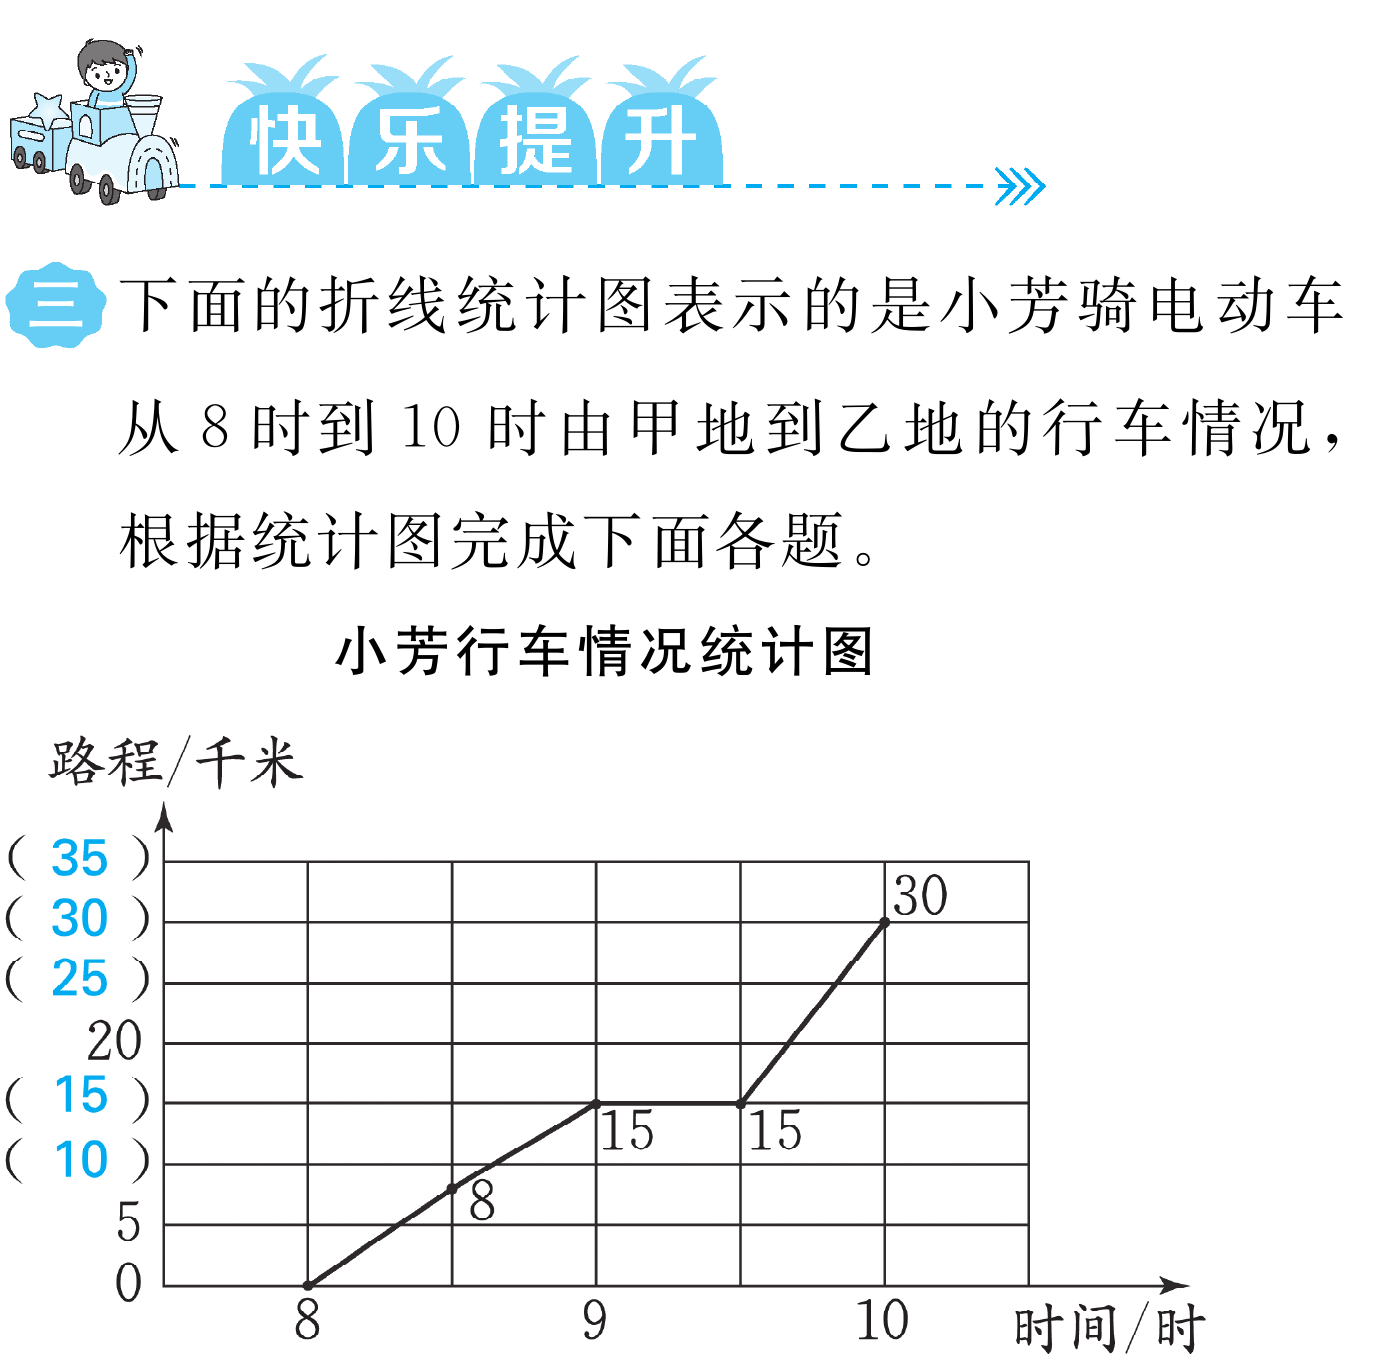 快乐提升
三 下面的折线统计图表示的是小芳骑电动车
从 8 时到 10 时由甲地到乙地的行车情况，
根据统计图完成下面各题。
小芳行车情况统计图
路程/千米
( 35 )
( 30 )
30
( 25 )
20
( 15 )
15
15
( 10 )
8
5
0
8
9
10
时间/时